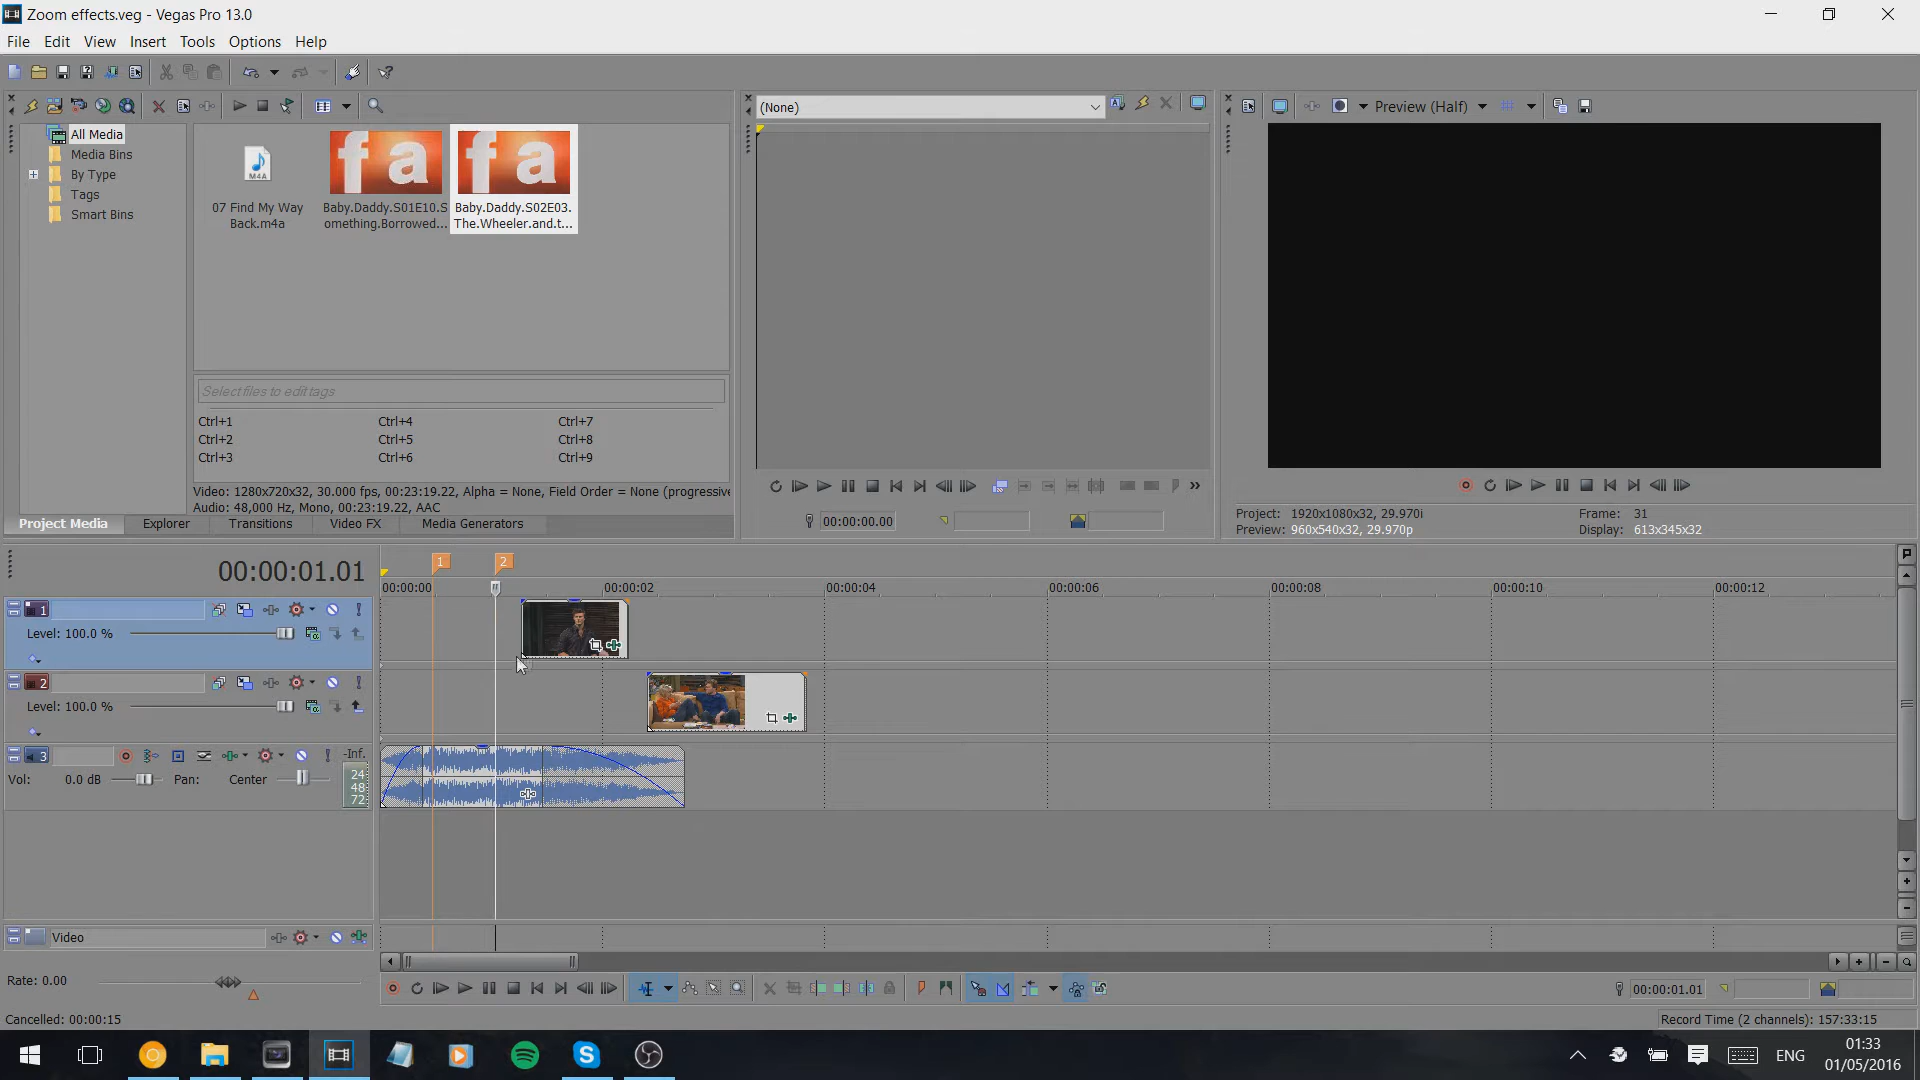 Zoom effects.veg - Vegas Pro 13.0
File Edit View Insert Tools Options Help
(None)
Preview (Half)
All Media
Media Bins
By Type
Tags
Smart Bins
fa
fa
M4A
07 Find My Way Back.m4a
Baby.Daddy.S01E10.Something.Borrowed...
Baby.Daddy.S02E03.The.Wheeler.and.t...
Select files to edit tags
Ctrl+1 Ctrl+4 Ctrl+7
Ctrl+2 Ctrl+5 Ctrl+8
Ctrl+3 Ctrl+6 Ctrl+9
Video: 1280x720x32, 30.000 fps, 00:23:19.22, Alpha = None, Field Order = None (progressive
Audio: 48,000 Hz, Mono, 00:23:19.22, AAC
Project Media Explorer Transitions Video FX Media Generators
00:00:00.00
Project: 1920x1080x32, 29.970i Frame: 31
Preview: 960x540x32, 29.970p Display: 613x345x32
1 2
00:00:01.01
00:00:00 00:00:02 00:00:04 00:00:06 00:00:08 00:00:10 00:00:12
1
Level: 100.0 %
2
Level: 100.0 %
3
-Inf.
Vol: 0.0 dB Pan: Center
24
48
72
Video
Rate: 0.00
00:00:01.01
Cancelled: 00:00:15
Record Time (2 channels): 157:33:15
ENG
01:33
01/05/2016